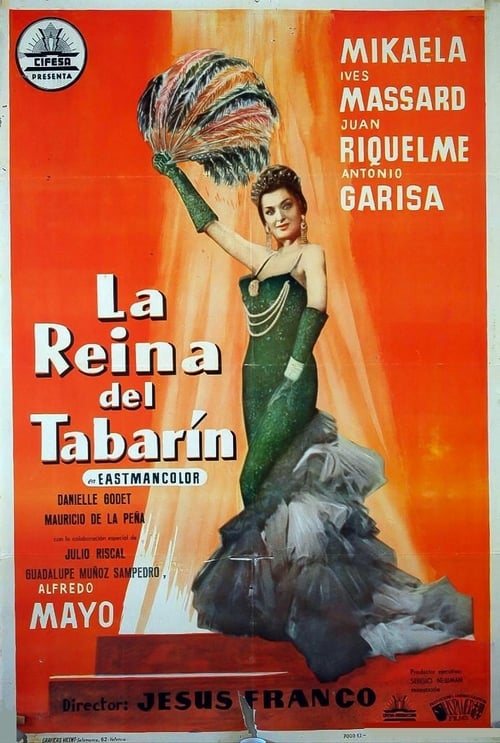 CIFESA
PRESENTA
MIKAELA
IVES
MASSARD
JUAN
RIQUELME
ANTONIO
GARISA
La
Reina
del
Tabarín
en EASTMANCOLOR
DANIELLE GODET
MAURICIO DE LA PEÑA
con la colaboración especial de
JULIO RISCAL
GUADALUPE MUÑOZ SAMPEDRO,
ALFREDO
MAYO
Productor ejecutivo:
SERGIO NEWMAN
Director: JESUS FRANCO
FILMS